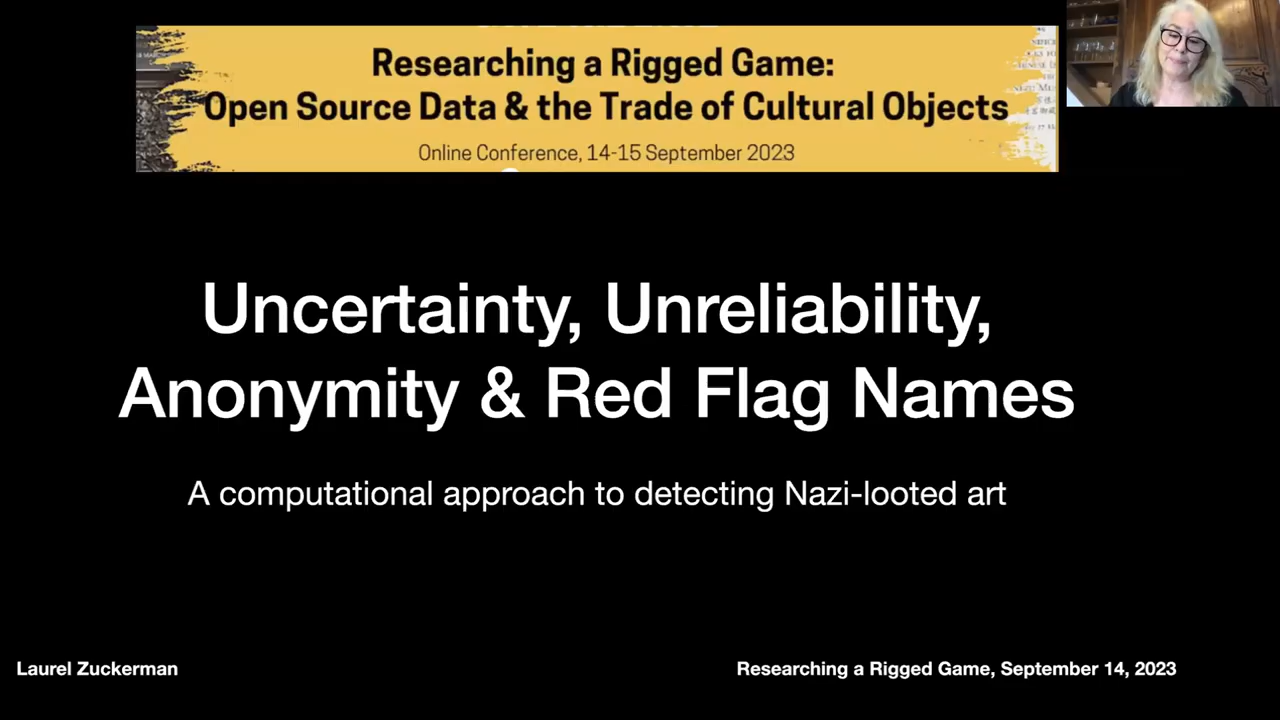 Researching a Rigged Game:
Open Source Data & the Trade of Cultural Objects
Online Conference, 14-15 September 2023
Uncertainty, Unreliability,
Anonymity & Red Flag Names
A computational approach to detecting Nazi-looted art
Laurel Zuckerman
Researching a Rigged Game, September 14, 2023